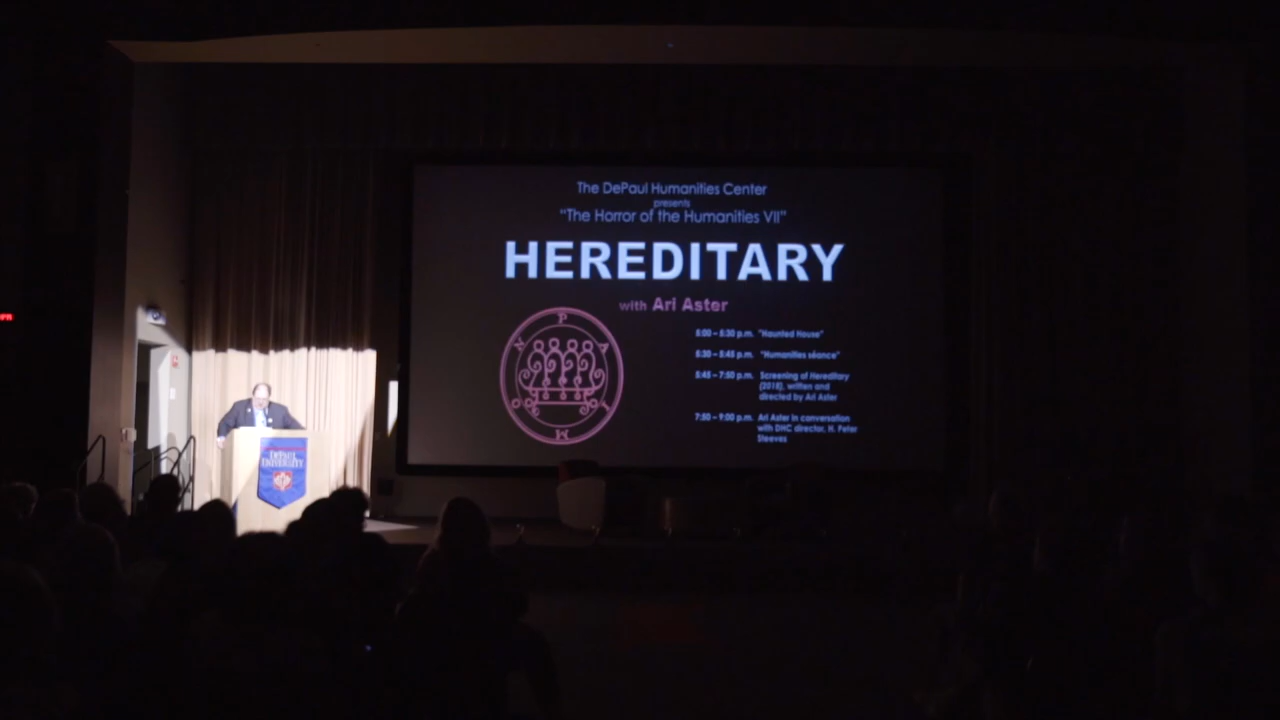 The DePaul Humanities Center
presents
"The Horror of the Humanities VII"
HEREDITARY
with Ari Aster
P A I M O N
5:00 – 5:30 p.m. "Haunted House"
5:30 – 5:45 p.m. "Humanities séance"
5:45 – 7:50 p.m. Screening of Hereditary
(2018), written and
directed by Ari Aster
7:50 – 9:00 p.m. Ari Aster in conversation
with DHC director, H. Peter
Steeves
DEPAUL
UNIVERSITY